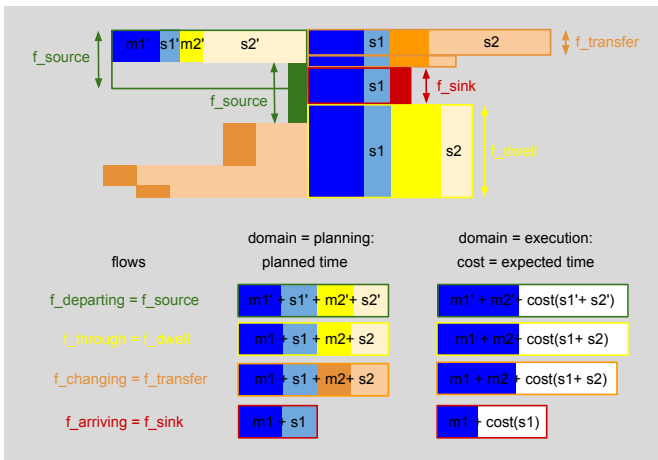 m1' s1' m2' s2' s1 s2 f_transfer
f_source
f_source s1 f_sink
s1 s2 f_dwell
domain = planning: domain = execution:
flows planned time cost = expected time
f_departing = f_source m1' + s1' + m2'+ s2' m1' + m2'+ cost(s1'+ s2')
f_through = f_dwell m1 + s1 + m2+ s2 m1 + m2+ cost(s1+ s2)
f_changing = f_transfer m1 + s1 + m2+ s2 m1 + m2 + cost(s1+ s2)
f_arriving = f_sink m1 + s1 m1 + cost(s1)